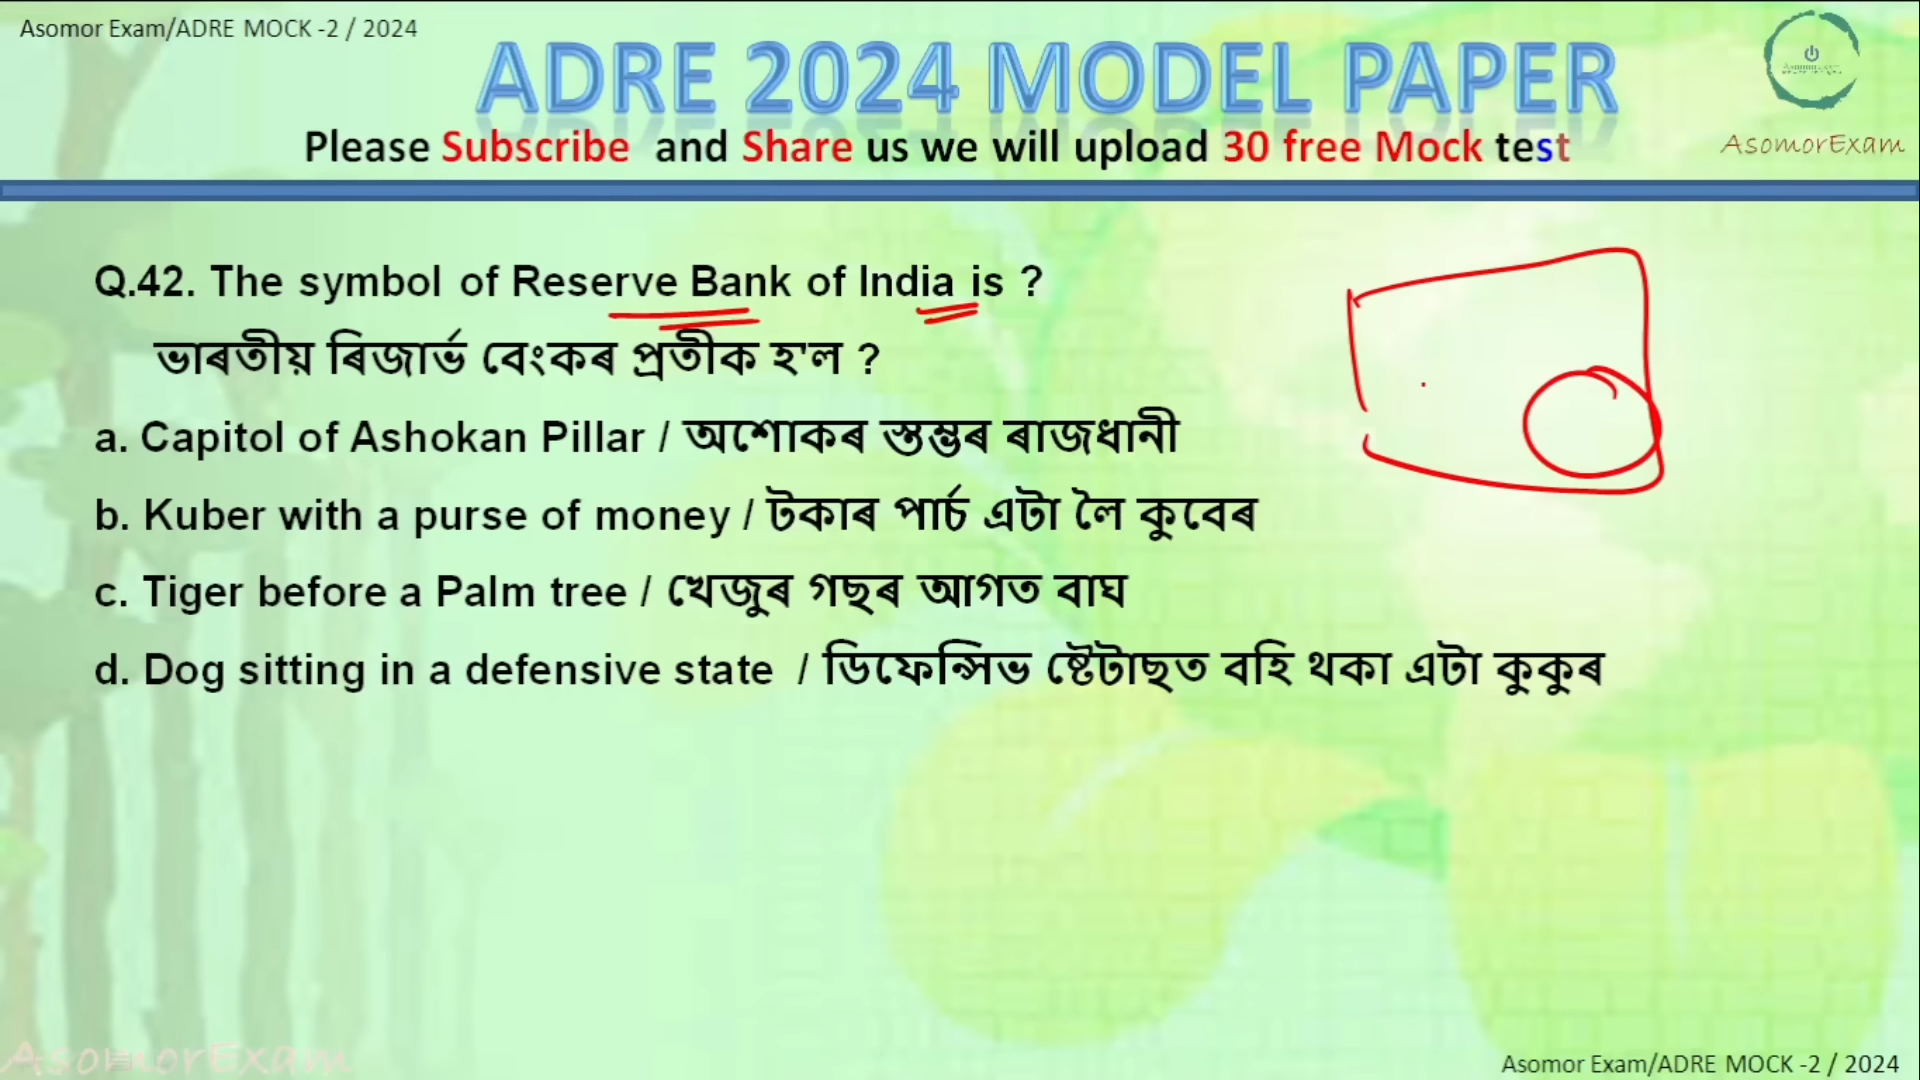 Asomor Exam/ADRE MOCK -2 / 2024
ADRE 2024 MODEL PAPER
Please Subscribe and Share us we will upload 30 free Mock test
AsomorExam
Q.42. The symbol of Reserve Bank of India is ?
ভাৰতীয় ৰিজাৰ্ভ বেংকৰ প্ৰতীক হ'ল ?
a. Capitol of Ashokan Pillar / অশোকৰ স্তম্ভৰ ৰাজধানী
b. Kuber with a purse of money / টকাৰ পাৰ্চ এটা লৈ কুবেৰ
c. Tiger before a Palm tree / খেজুৰ গছৰ আগত বাঘ
d. Dog sitting in a defensive state / ডিফেন্সিভ ষ্টেটাছত বহি থকা এটা কুকুৰ
AsomorExam
Asomor Exam/ADRE MOCK -2 / 2024